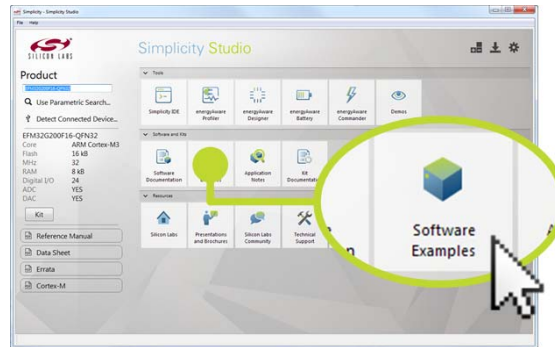 Simplicity - Simplicity Studio
File Help
SILICON LABS
Simplicity Studio
Product
EFM32G200F16-QFN32
Use Parametric Search...
Detect Connected Device...
EFM32G200F16-QFN32
Core ARM Cortex-M3
Flash 16 kB
MHz 32
RAM 8 kB
Digital I/O 24
ADC YES
DAC YES
Kit
Reference Manual
Data Sheet
Errata
Cortex-M
Tools
Simplicity IDE
energyAware Profiler
energyAware Designer
energyAware Battery
energyAware Commander
Demos
Software and Kits
Software Documentation
Application Notes
Kit Documentation
Resources
Silicon Labs
Presentations and Brochures
Silicon Labs Community
Technical Support
Software
Examples